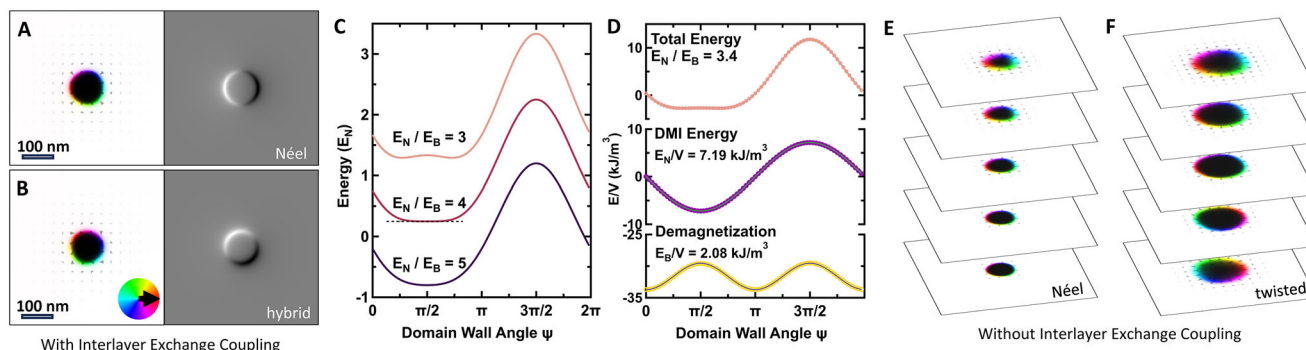 A
100 nm
Néel
B
100 nm
hybrid
With Interlayer Exchange Coupling
C
Energy (E_N)
3
2
1
0
-1
E_N / E_B = 3
E_N / E_B = 4
E_N / E_B = 5
0 π/2 π 3π/2 2π
Domain Wall Angle ψ
D
E/V (kJ/m³)
Total Energy
E_N / E_B = 3.4
10
0
DMI Energy
E_N/V = 7.19 kJ/m³
10
0
-10
Demagnetization
E_B/V = 2.08 kJ/m³
-25
-35
0 π/2 π 3π/2 2π
Domain Wall Angle ψ
E
Néel
F
twisted
Without Interlayer Exchange Coupling